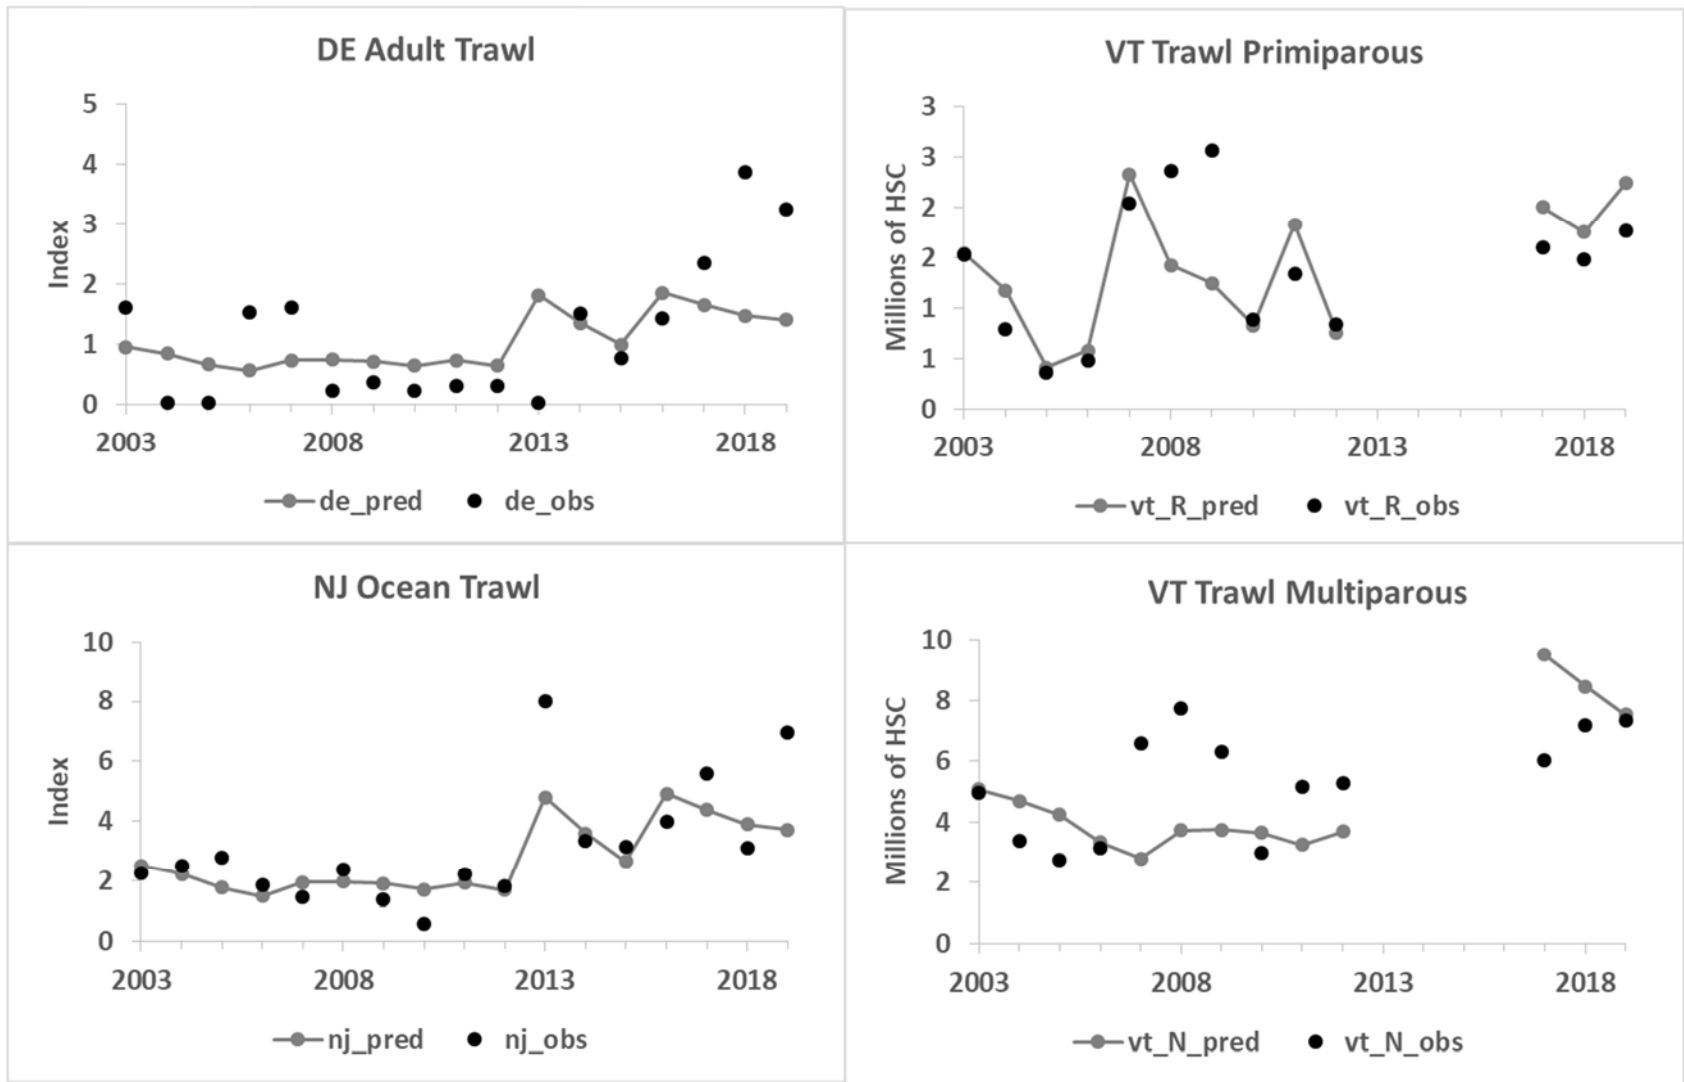 DE Adult Trawl
5
4
3
2
1
0
Index
2003 2008 2013 2018
de_pred de_obs
VT Trawl Primiparous
3
3
2
2
1
1
0
Millions of HSC
2003 2008 2013 2018
vt_R_pred vt_R_obs
NJ Ocean Trawl
10
8
6
4
2
0
Index
2003 2008 2013 2018
nj_pred nj_obs
VT Trawl Multiparous
10
8
6
4
2
0
Millions of HSC
2003 2008 2013 2018
vt_N_pred vt_N_obs